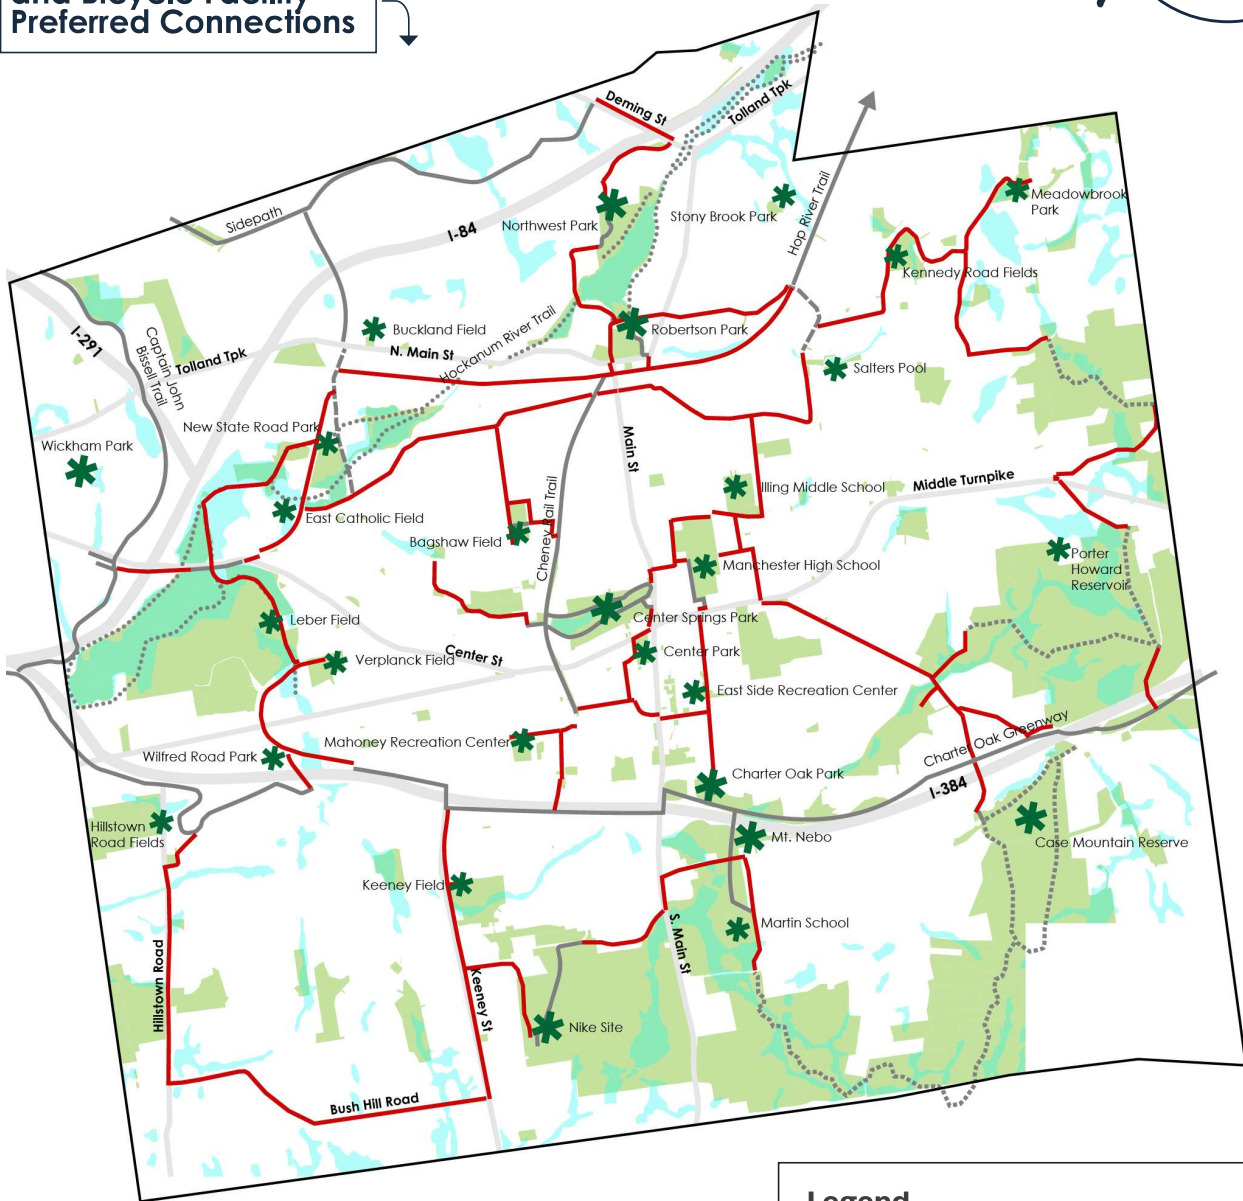 and Bicycle Facility
Preferred Connections
Deming St
Tolland Tpk
Sidepath
I-84
Northwest Park
Stony Brook Park
Hop River Trail
Meadowbrook
Park
Kennedy Road Fields
I-291
Captain John
Bissell Trail
Tolland Tpk
Buckland Field
N. Main St
Hockanum River Trail
Robertson Park
Salters Pool
New State Road Park
Wickham Park
Main St
Illing Middle School
Middle Turnpike
East Catholic Field
Bagshaw Field
Cheney Rail Trail
Manchester High School
Porter
Howard
Reservoir
Leber Field
Center Springs Park
Verplanck Field
Center St
Center Park
East Side Recreation Center
Mahoney Recreation Center
Wilfred Road Park
Charter Oak Greenway
Charter Oak Park
I-384
Hillstown
Road Fields
Mt. Nebo
Case Mountain Reserve
Keeney Field
Martin School
S. Main St
Hillstown Road
Keeney St
Nike Site
Bush Hill Road
Legend